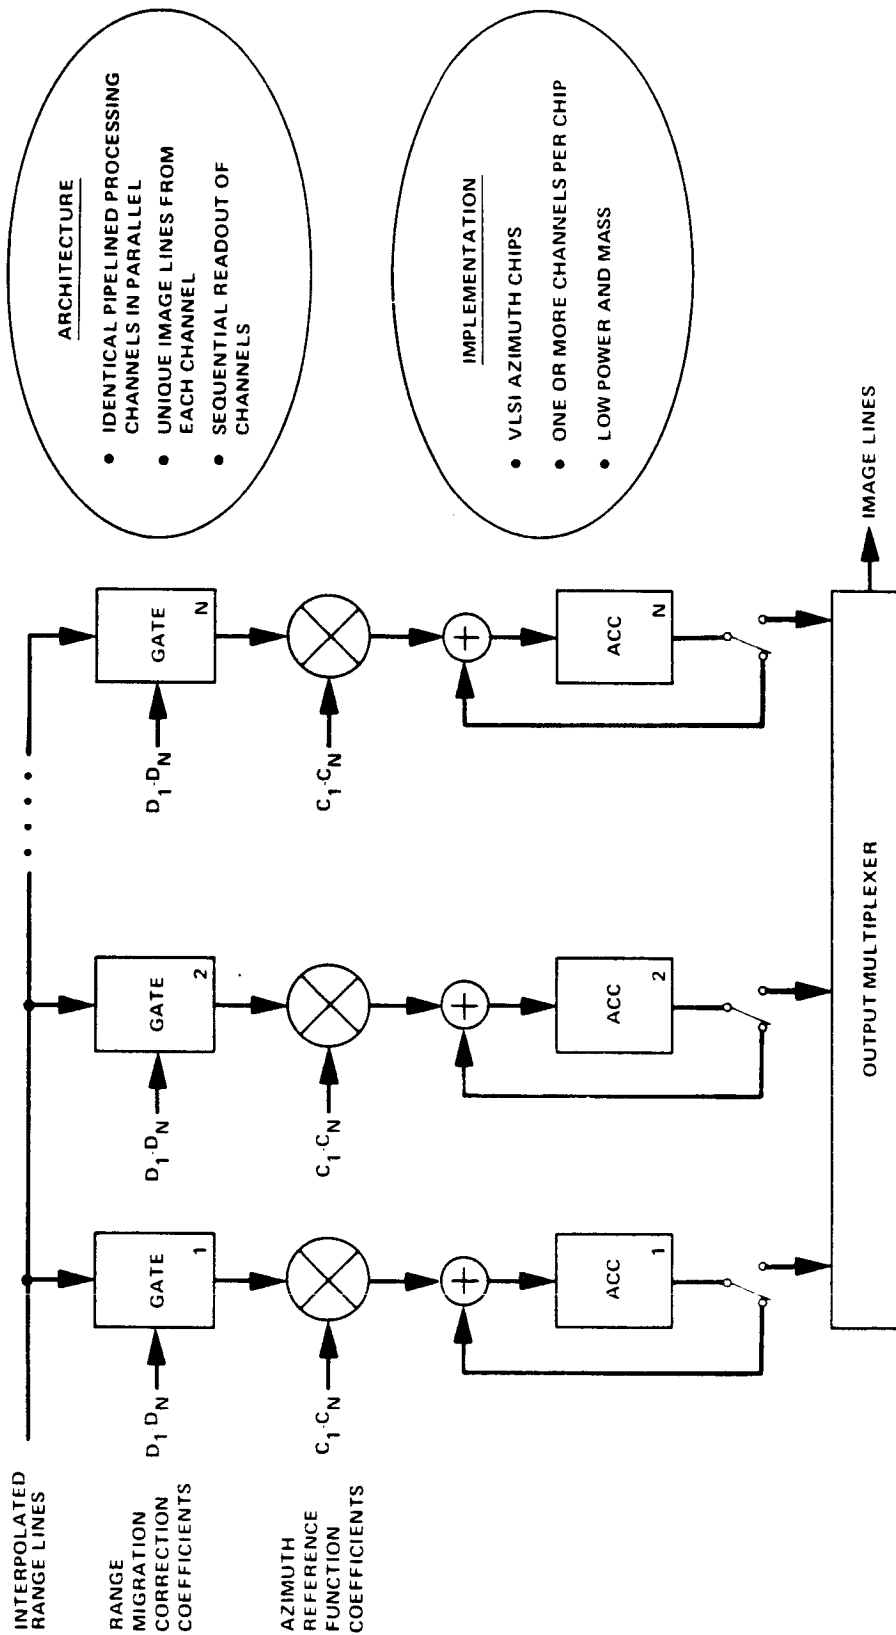 INTERPOLATED
RANGE LINES
RANGE
MIGRATION
CORRECTION
COEFFICIENTS
D1-DN
GATE
1
D1-DN
GATE
2
D1-DN
GATE
N
AZIMUTH
REFERENCE
FUNCTION
COEFFICIENTS
C1-CN
C1-CN
C1-CN
ACC
1
ACC
2
ACC
N
OUTPUT MULTIPLEXER
IMAGE LINES
ARCHITECTURE
• IDENTICAL PIPELINED PROCESSING
CHANNELS IN PARALLEL
• UNIQUE IMAGE LINES FROM
EACH CHANNEL
• SEQUENTIAL READOUT OF
CHANNELS
IMPLEMENTATION
• VLSI AZIMUTH CHIPS
• ONE OR MORE CHANNELS PER CHIP
• LOW POWER AND MASS